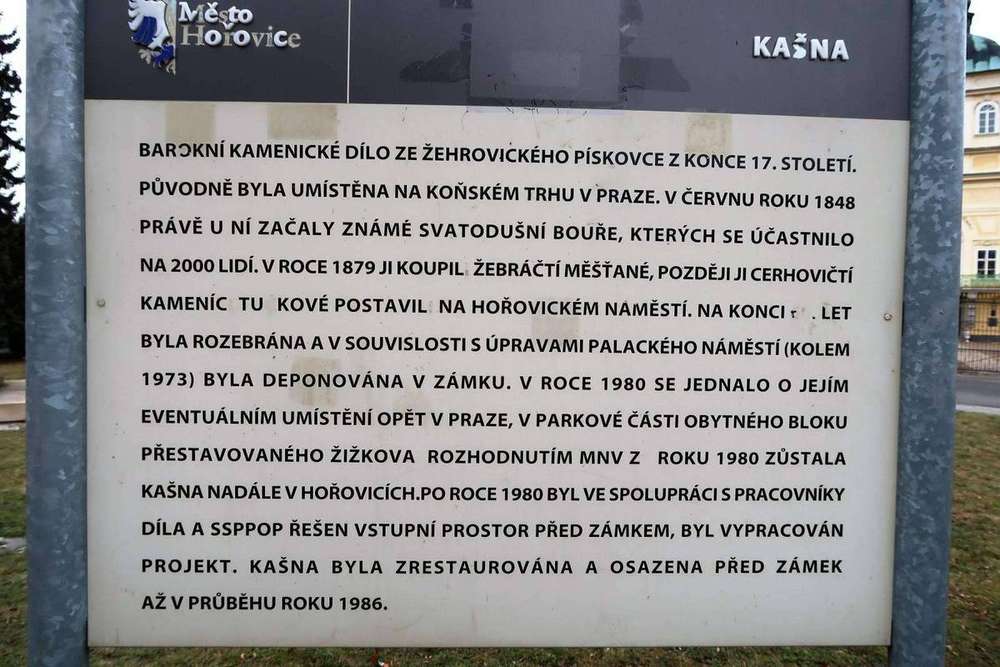 Město
Hořovice
KAŠNA
BAROKNÍ KAMENICKÉ DÍLO ZE ŽEHROVICKÉHO PÍSKOVCE Z KONCE 17. STOLETÍ.
PŮVODNĚ BYLA UMÍSTĚNA NA KOŇSKÉM TRHU V PRAZE. V ČERVNU ROKU 1848
PRÁVĚ U NÍ ZAČALY ZNÁMÉ SVATODUŠNÍ BOUŘE, KTERÝCH SE ÚČASTNILO
NA 2000 LIDÍ. V ROCE 1879 JI KOUPIL ŽEBRÁČTÍ MĚŠŤANÉ, POZDĚJI JI CERHOVIČTÍ
KAMENÍC TU KOVÉ POSTAVIL NA HOŘOVICKÉM NÁMĚSTÍ. NA KONCI LET
BYLA ROZEBRÁNA A V SOUVISLOSTI S ÚPRAVAMI PALACKÉHO NÁMĚSTÍ (KOLEM
1973) BYLA DEPONOVÁNA V ZÁMKU. V ROCE 1980 SE JEDNALO O JEJÍM
EVENTUÁLNÍM UMÍSTĚNÍ OPĚT V PRAZE, V PARKOVÉ ČÁSTI OBYTNÉHO BLOKU
PŘESTAVOVANÉHO ŽIŽKOVA ROZHODNUTÍM MNV Z ROKU 1980 ZŮSTALA
KAŠNA NADÁLE V HOŘOVICÍCH.PO ROCE 1980 BYL VE SPOLUPRÁCI S PRACOVNÍKY
DÍLA A SSPPOP ŘEŠEN VSTUPNÍ PROSTOR PŘED ZÁMKEM, BYL VYPRACOVÁN
PROJEKT. KAŠNA BYLA ZRESTAUROVÁNA A OSAZENA PŘED ZÁMEK
AŽ V PRŮBĚHU ROKU 1986.